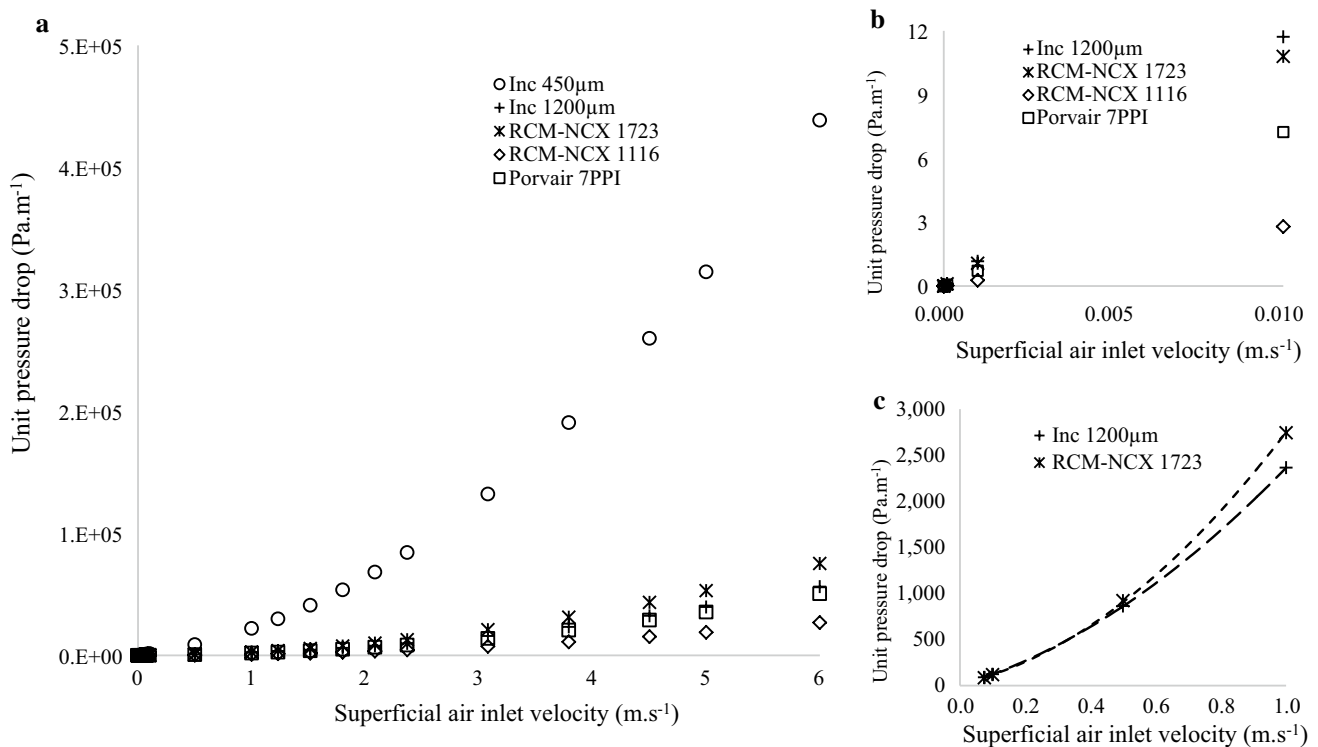 a
5.E+05
4.E+05
3.E+05
2.E+05
1.E+05
0.E+00
Unit pressure drop (Pa.m-1)
Inc 450µm
Inc 1200µm
RCM-NCX 1723
RCM-NCX 1116
Porvair 7PPI
0 1 2 3 4 5 6
Superficial air inlet velocity (m.s-1)
b
12
9
6
3
0
Unit pressure drop (Pa.m-1)
Inc 1200µm
RCM-NCX 1723
RCM-NCX 1116
Porvair 7PPI
0.000 0.005 0.010
Superficial air inlet velocity (m.s-1)
c
3,000
2,500
2,000
1,500
1,000
500
0
Unit pressure drop (Pa.m-1)
Inc 1200µm
RCM-NCX 1723
0.0 0.2 0.4 0.6 0.8 1.0
Superficial air inlet velocity (m.s-1)